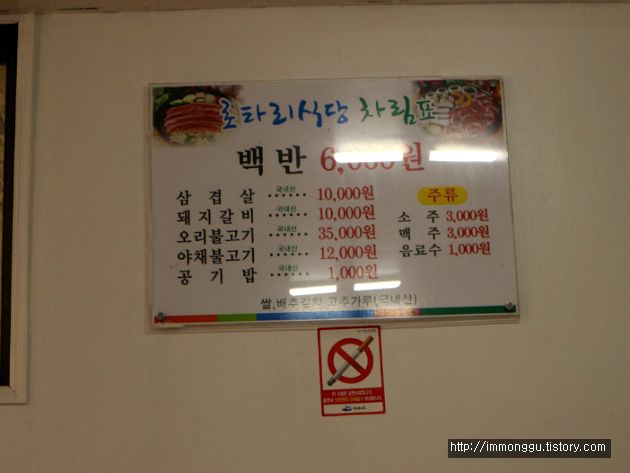 로타리식당 차림표
백반 6,000원
삼겹살 국내산 ...... 10,000원
돼지갈비 국내산 ...... 10,000원
오리불고기 국내산 ...... 35,000원
야채불고기 국내산 ...... 12,000원
공기밥 국내산 ...... 1,000원
주류
소주 3,000원
맥주 3,000원
음료수 1,000원
쌀,배추김치,고추가루(국내산)
http://immonggu.tistory.com